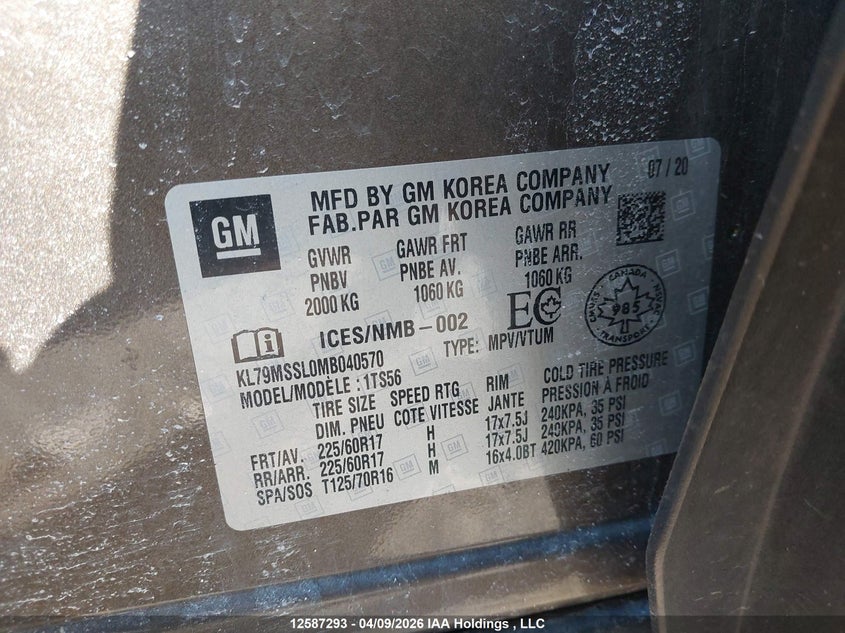 GM
MFD BY GM KOREA COMPANY 07 / 20
FAB.PAR GM KOREA COMPANY
GVWR GAWR FRT GAWR RR
PNBV PNBE AV. PNBE ARR.
2000 KG 1060 KG 1060 KG
ICES/NMB-002 EC
CANADA
985
TRANSPORT
KL79MSSL0MB040570 TYPE: MPV/VTUM
MODEL/MODÈLE : 1TS56
TIRE SIZE SPEED RTG RIM COLD TIRE PRESSURE
DIM. PNEU COTE VITESSE JANTE PRESSION À FROID
FRT/AV. 225/60R17 H 17x7.5J 240KPA, 35 PSI
RR/ARR. 225/60R17 H 17x7.5J 240KPA, 35 PSI
SPA/SOS T125/70R16 M 16x4.0BT 420KPA, 60 PSI
12587293 - 04/09/2026 IAA Holdings , LLC